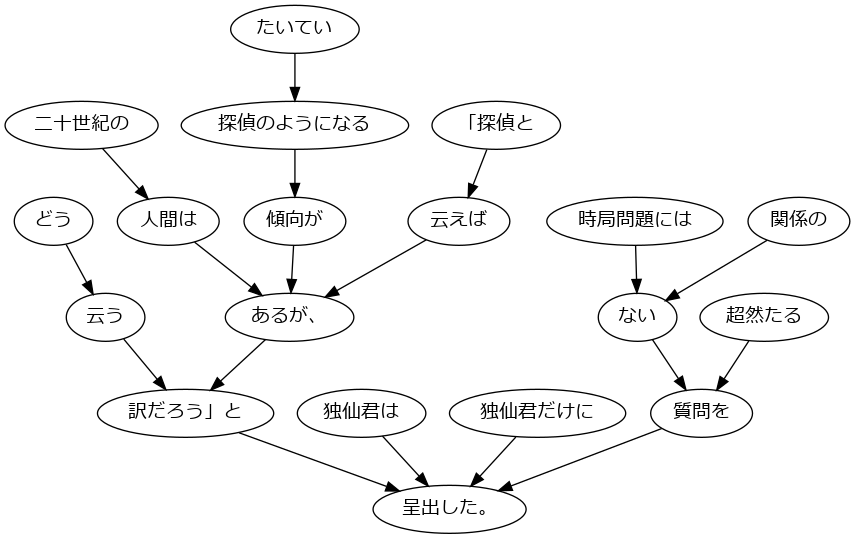 たいてい
二十世紀の
探偵のようになる
「探偵と
どう
人間は
傾向が
云えば
時局問題には
関係の
云う
あるが、
ない
超然たる
訳だろう」と
独仙君は
独仙君だけに
質問を
呈出した。